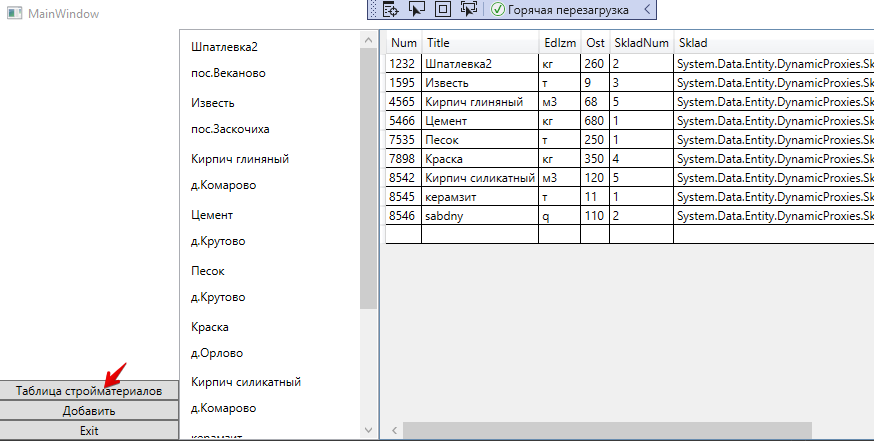 MainWindow
Горячая перезагрузка
Шпатлевка2
пос.Веканово
Известь
пос.Заскочиха
Кирпич глиняный
д.Комарово
Цемент
д.Крутово
Песок
д.Крутово
Краска
д.Орлово
Кирпич силикатный
д.Комарово
керамзит
Num Title EdIzm Ost SkladNum Sklad
1232 Шпатлевка2 кг 260 2 System.Data.Entity.DynamicProxies.Sk
1595 Известь т 9 3 System.Data.Entity.DynamicProxies.Sk
4565 Кирпич глиняный м3 68 5 System.Data.Entity.DynamicProxies.Sk
5466 Цемент кг 680 1 System.Data.Entity.DynamicProxies.Sk
7535 Песок т 250 1 System.Data.Entity.DynamicProxies.Sk
7898 Краска кг 350 4 System.Data.Entity.DynamicProxies.Sk
8542 Кирпич силикатный м3 120 5 System.Data.Entity.DynamicProxies.Sk
8545 керамзит т 11 1 System.Data.Entity.DynamicProxies.Sk
8546 sabdny q 110 2 System.Data.Entity.DynamicProxies.Sk
Таблица стройматериалов
Добавить
Exit